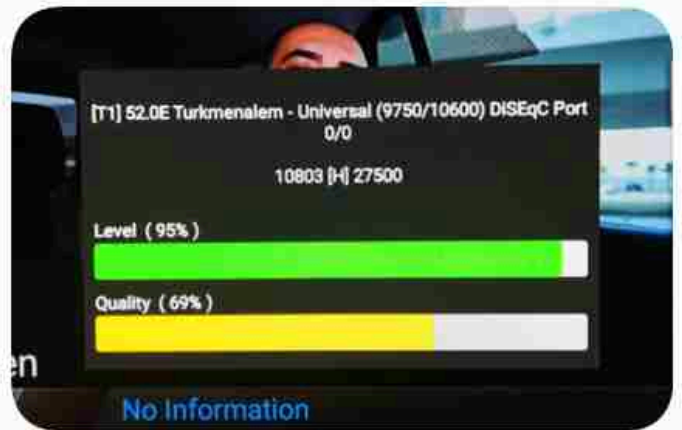 [T1] 52.0E Turkmenalem - Universal (9750/10600) DiSEqC Port
0/0
10803 [H] 27500
Level ( 95% )
Quality ( 69% )
en
No Information